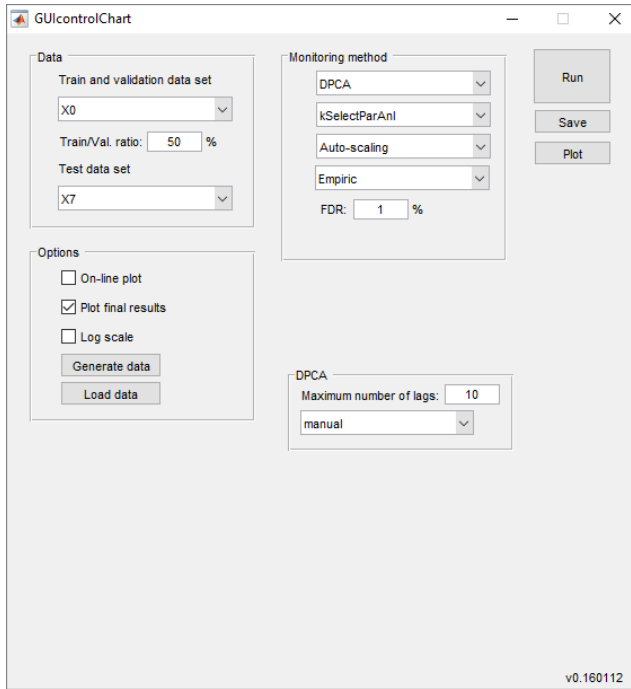 GUIcontrolChart
Data
Train and validation data set
X0
Train/Val. ratio: 50 %
Test data set
X7
Options
On-line plot
Plot final results
Log scale
Generate data
Load data
Monitoring method
DPCA
kSelectParAnl
Auto-scaling
Empiric
FDR: 1 %
DPCA
Maximum number of lags: 10
manual
Run
Save
Plot
v0.160112